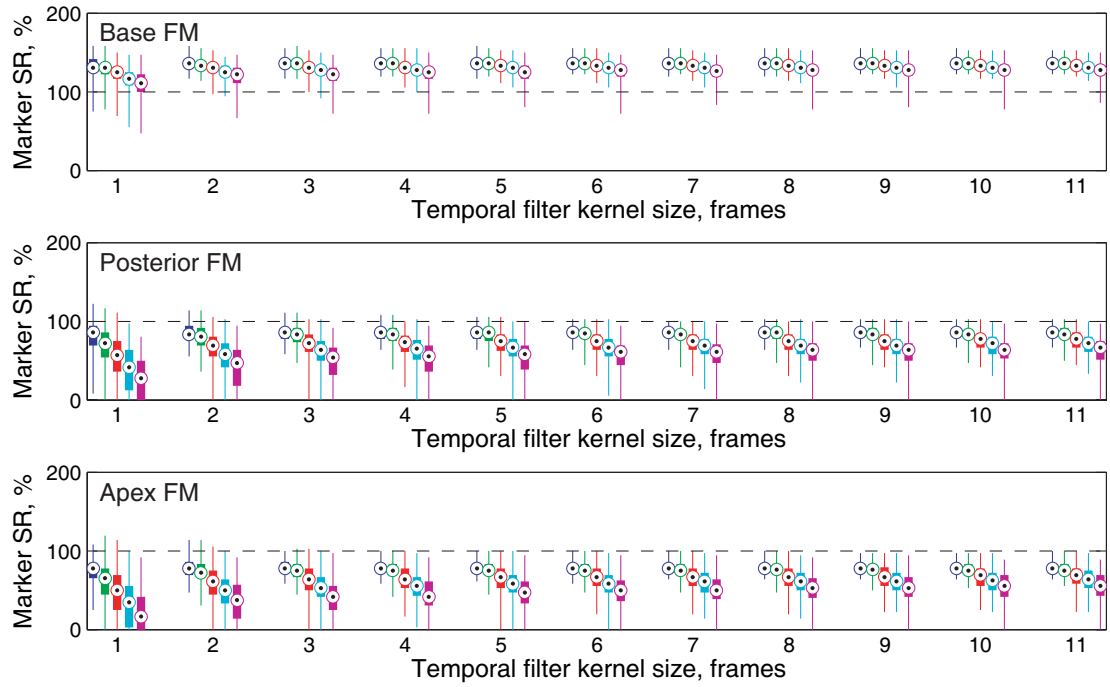 Base FM
Marker SR, %
200
100
0
1 2 3 4 5 6 7 8 9 10 11
Temporal filter kernel size, frames
Posterior FM
Marker SR, %
200
100
0
1 2 3 4 5 6 7 8 9 10 11
Temporal filter kernel size, frames
Apex FM
Marker SR, %
200
100
0
1 2 3 4 5 6 7 8 9 10 11
Temporal filter kernel size, frames